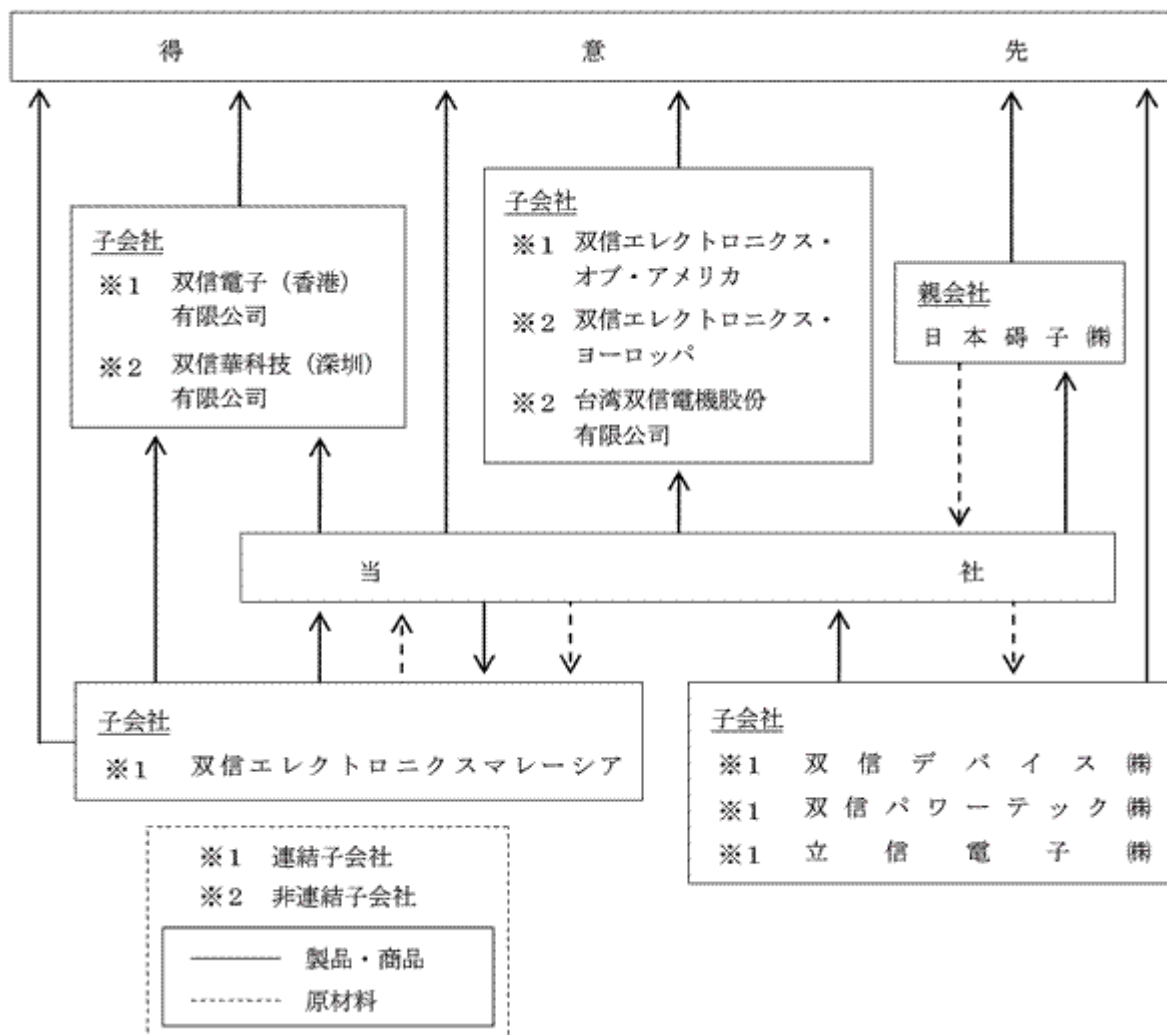 得意先
子会社
※1 双信電子（香港）
有限公司
※2 双信華科技（深圳）
有限公司
子会社
※1 双信エレクトロニクス・
オブ・アメリカ
※2 双信エレクトロニクス・
ヨーロッパ
※2 台湾双信電機股份
有限公司
親会社
日本碍子㈱
当社
子会社
※1 双信エレクトロニクスマレーシア
子会社
※1 双信デバイス㈱
※1 双信パワーテック㈱
※1 立信電子㈱
※1 連結子会社
※2 非連結子会社
製品・商品
原材料